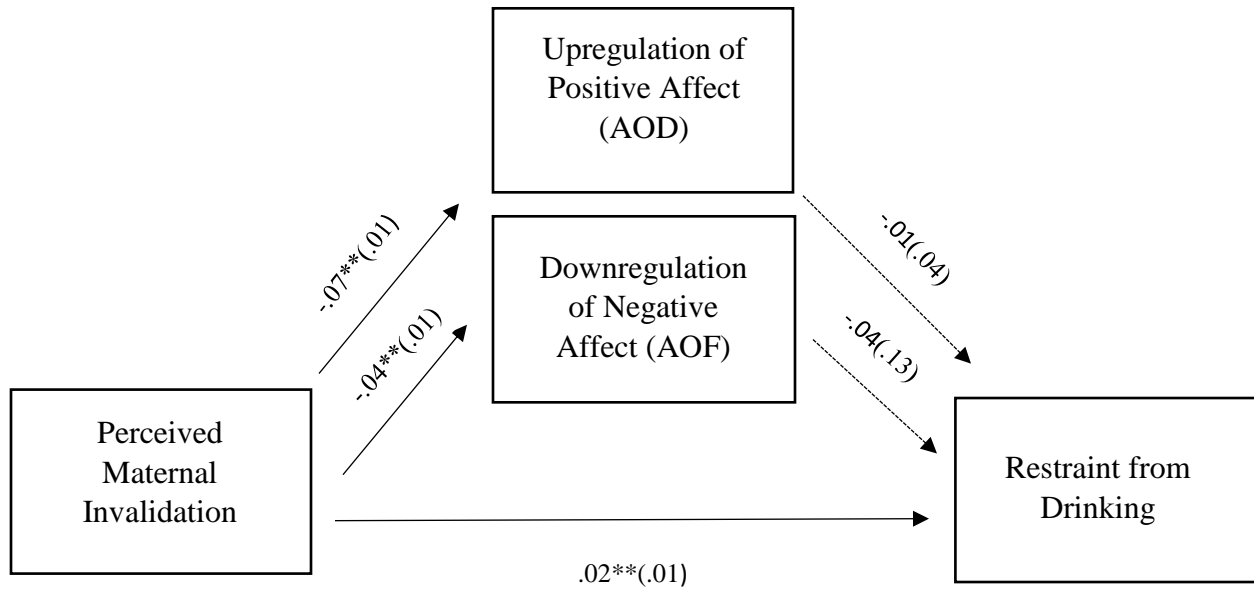 Upregulation of
Positive Affect
(AOD)
-.07**(.01)
-.01(.04)
Downregulation
of Negative
Affect (AOF)
-.04**(.01)
-.04(.13)
Perceived
Maternal
Invalidation
Restraint from
Drinking
.02**(.01)